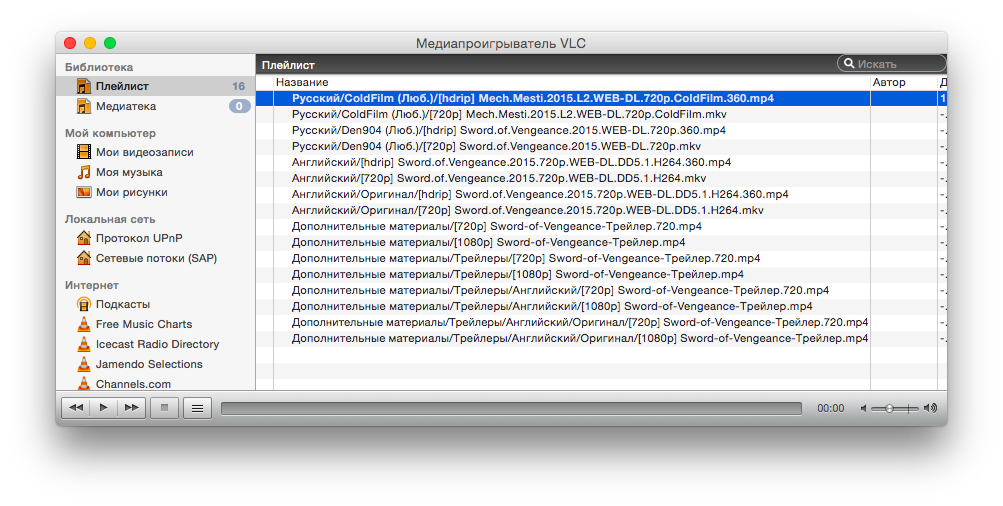 Медиапроигрыватель VLC
Библиотека
Плейлист 16
Медиатека 0
Мой компьютер
Мои видеозаписи
Моя музыка
Мои рисунки
Локальная сеть
Протокол UPnP
Сетевые потоки (SAP)
Интернет
Подкасты
Free Music Charts
Icecast Radio Directory
Jamendo Selections
Channels.com
Плейлист
Искать
Название Автор Д
Русский/ColdFilm (Люб.)/[hdrip] Mech.Mesti.2015.L2.WEB-DL.720p.ColdFilm.360.mp4 1
Русский/ColdFilm (Люб.)/[720p] Mech.Mesti.2015.L2.WEB-DL.720p.ColdFilm.mkv -.
Русский/Den904 (Люб.)/[hdrip] Sword.of.Vengeance.2015.WEB-DL.720p.360.mp4 -.
Русский/Den904 (Люб.)/[720p] Sword.of.Vengeance.2015.WEB-DL.720p.mkv -.
Английский/[hdrip] Sword.of.Vengeance.2015.720p.WEB-DL.DD5.1.H264.360.mp4 -.
Английский/[720p] Sword.of.Vengeance.2015.720p.WEB-DL.DD5.1.H264.mkv -.
Английский/Оригинал/[hdrip] Sword.of.Vengeance.2015.720p.WEB-DL.DD5.1.H264.360.mp4 -.
Английский/Оригинал/[720p] Sword.of.Vengeance.2015.720p.WEB-DL.DD5.1.H264.mkv -.
Дополнительные материалы/[720p] Sword-of-Vengeance-Трейлер.720.mp4 -.
Дополнительные материалы/[1080p] Sword-of-Vengeance-Трейлер.mp4 -.
Дополнительные материалы/Трейлеры/[720p] Sword-of-Vengeance-Трейлер.720.mp4 -.
Дополнительные материалы/Трейлеры/[1080p] Sword-of-Vengeance-Трейлер.mp4 -.
Дополнительные материалы/Трейлеры/Английский/[720p] Sword-of-Vengeance-Трейлер.720.mp4 -.
Дополнительные материалы/Трейлеры/Английский/[1080p] Sword-of-Vengeance-Трейлер.mp4 -.
Дополнительные материалы/Трейлеры/Английский/Оригинал/[720p] Sword-of-Vengeance-Трейлер.720.mp4 -.
Дополнительные материалы/Трейлеры/Английский/Оригинал/[1080p] Sword-of-Vengeance-Трейлер.mp4 -.
00:00